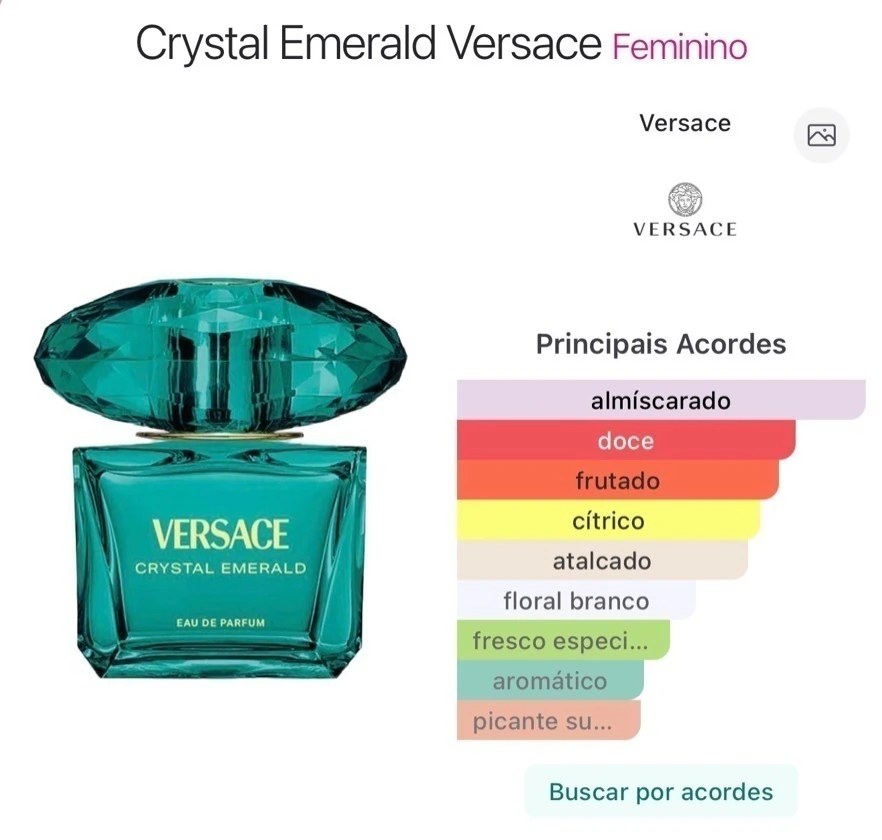 Crystal Emerald Versace Feminino
Versace
VERSACE
VERSACE
CRYSTAL EMERALD
EAU DE PARFUM
Principais Acordes
almíscarado
doce
frutado
cítrico
atalcado
floral branco
fresco especi...
aromático
picante su...
Buscar por acordes